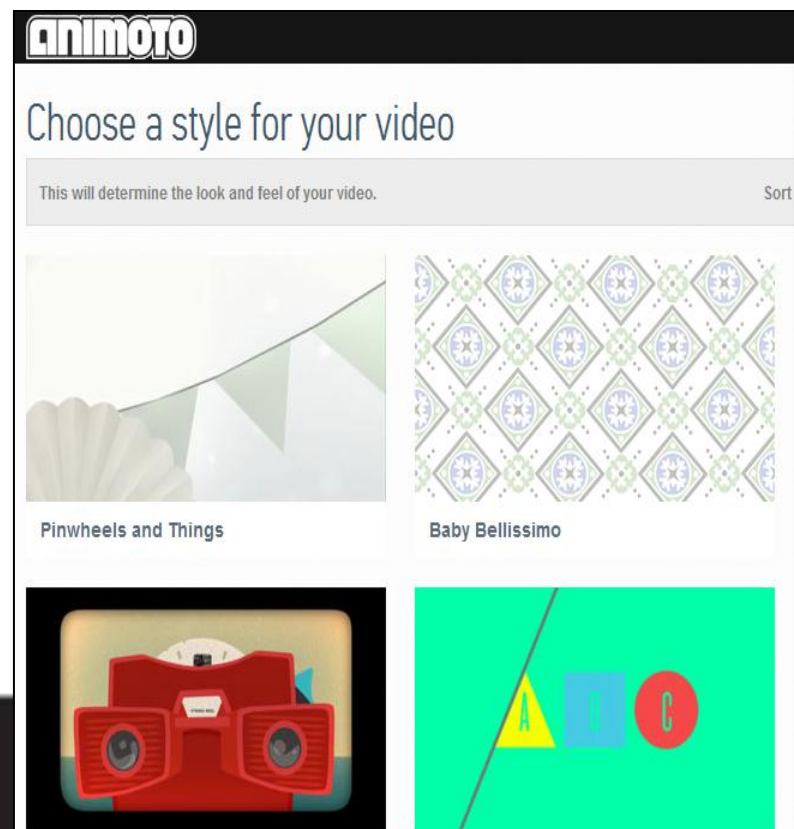 animoto
Choose a style for your video
This will determine the look and feel of your video.
Sort
Pinwheels and Things
Baby Bellissimo
A B C